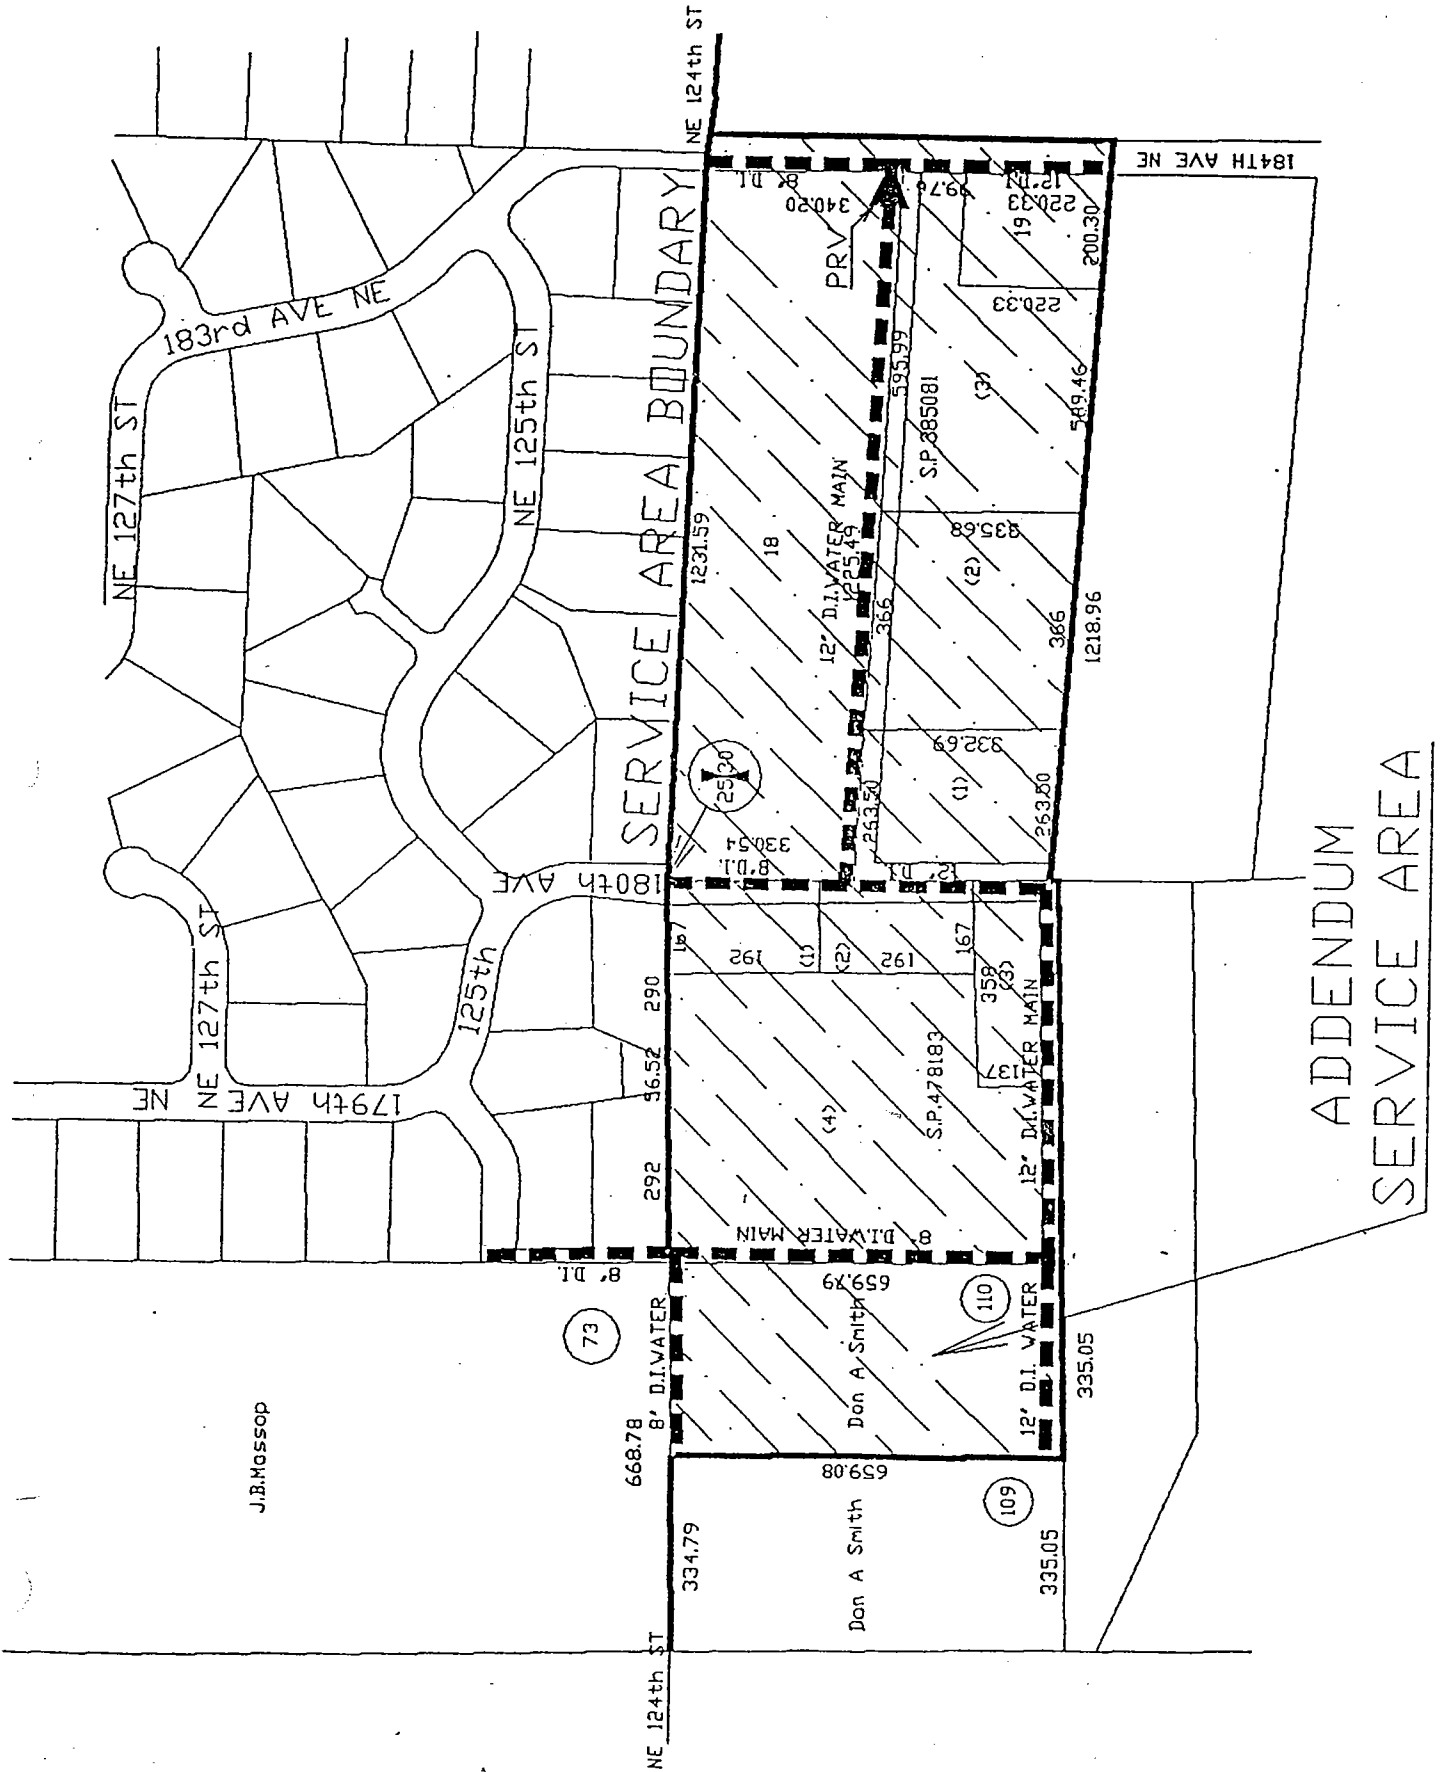 NE 124th ST
184TH AVE NE
183rd AVE NE
NE 127th ST
NE 125th ST
SERVICE AREA BOUNDARY
8" D.I.
340.20
PRV
12" D.I.
220.33
19
200.30
220.33
595.99
S.P.385081
(3)
589.46
1231.59
18
12" D.I.WATER MAIN
1225.49
335.68
(2)
366
366
1218.96
332.69
(1)
263.50
263.50
25.30
330.54
8" D.I.
12" D.I.
180th AVE
NE 127th ST
125th
179th AVE NE
167
192
(1)
(2)
192
167
358
(3)
137
290
36.52
292
S.P.478183
(4)
12" D.I.WATER MAIN
8" D.I.WATER MAIN
8" D.I.
659.79
73
110
8" D.I.WATER
Don A Smith
12" D.I. WATER
335.05
668.78
659.08
J.B.Mossop
109
334.79
Don A Smith
335.05
NE 124th ST
ADDENDUM
SERVICE AREA